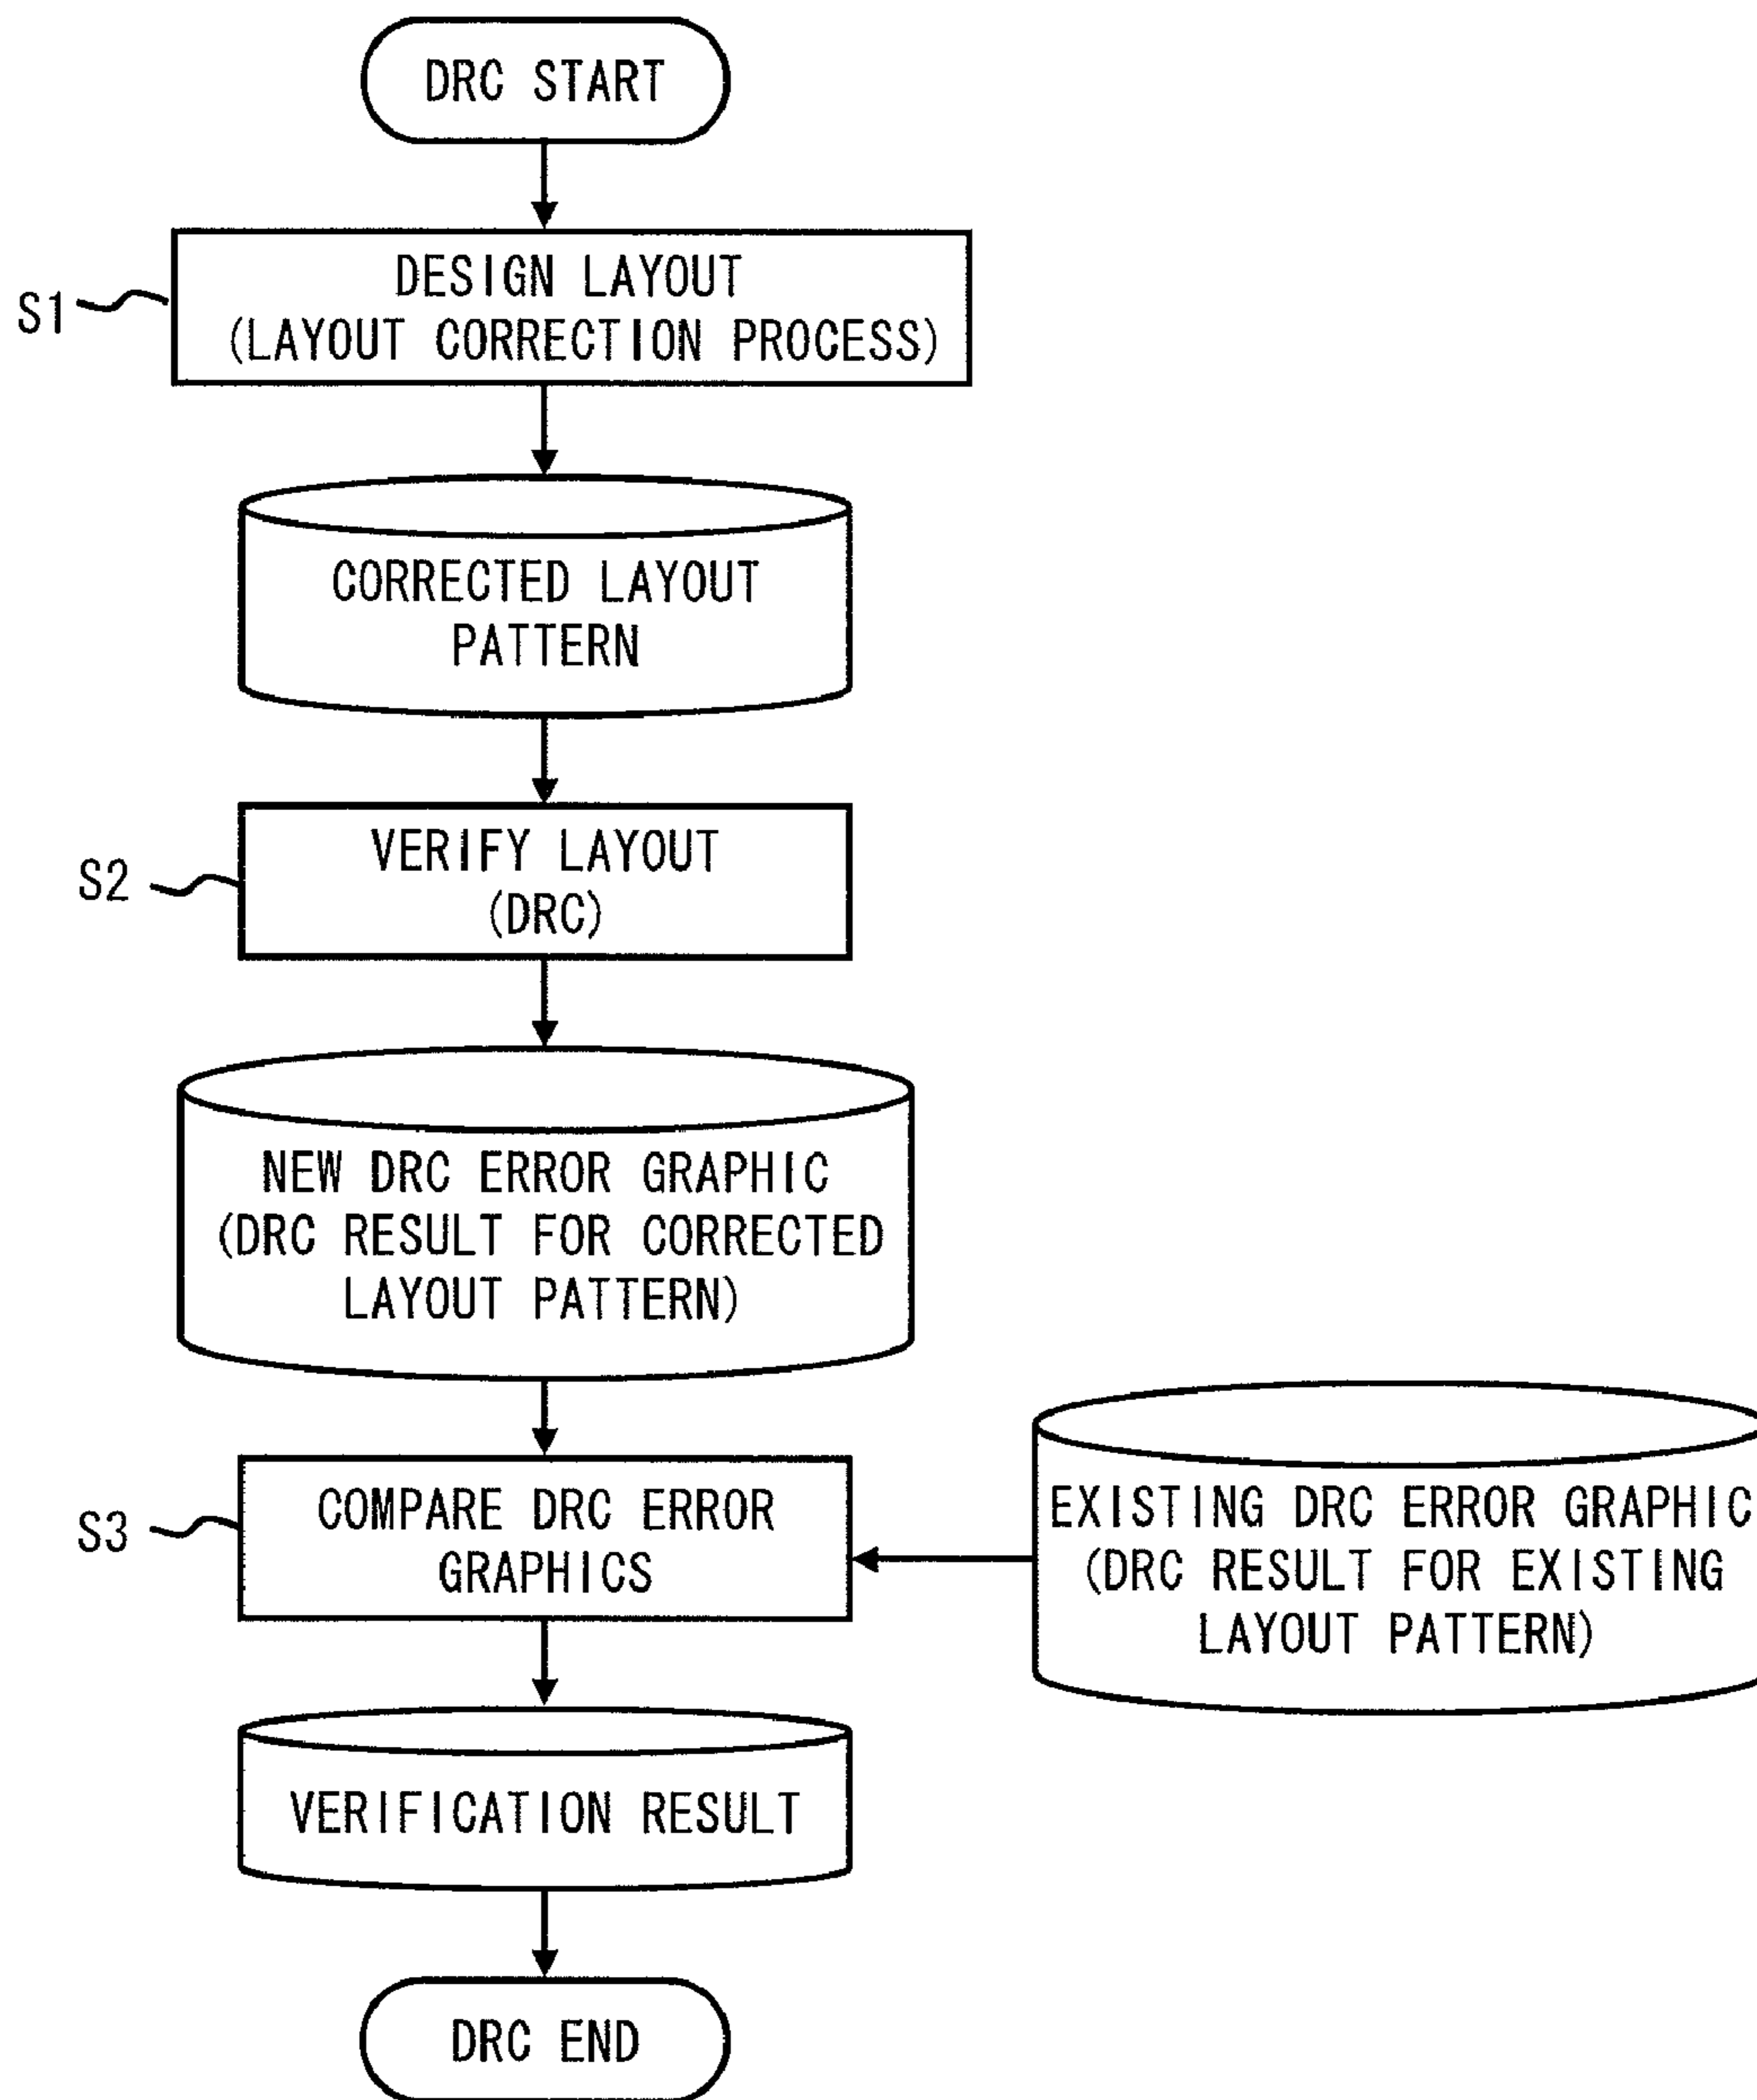 DRC START
S1
DESIGN LAYOUT
(LAYOUT CORRECTION PROCESS)
CORRECTED LAYOUT
PATTERN
S2
VERIFY LAYOUT
(DRC)
NEW DRC ERROR GRAPHIC
(DRC RESULT FOR CORRECTED
LAYOUT PATTERN)
S3
COMPARE DRC ERROR
GRAPHICS
EXISTING DRC ERROR GRAPHIC
(DRC RESULT FOR EXISTING
LAYOUT PATTERN)
VERIFICATION RESULT
DRC END